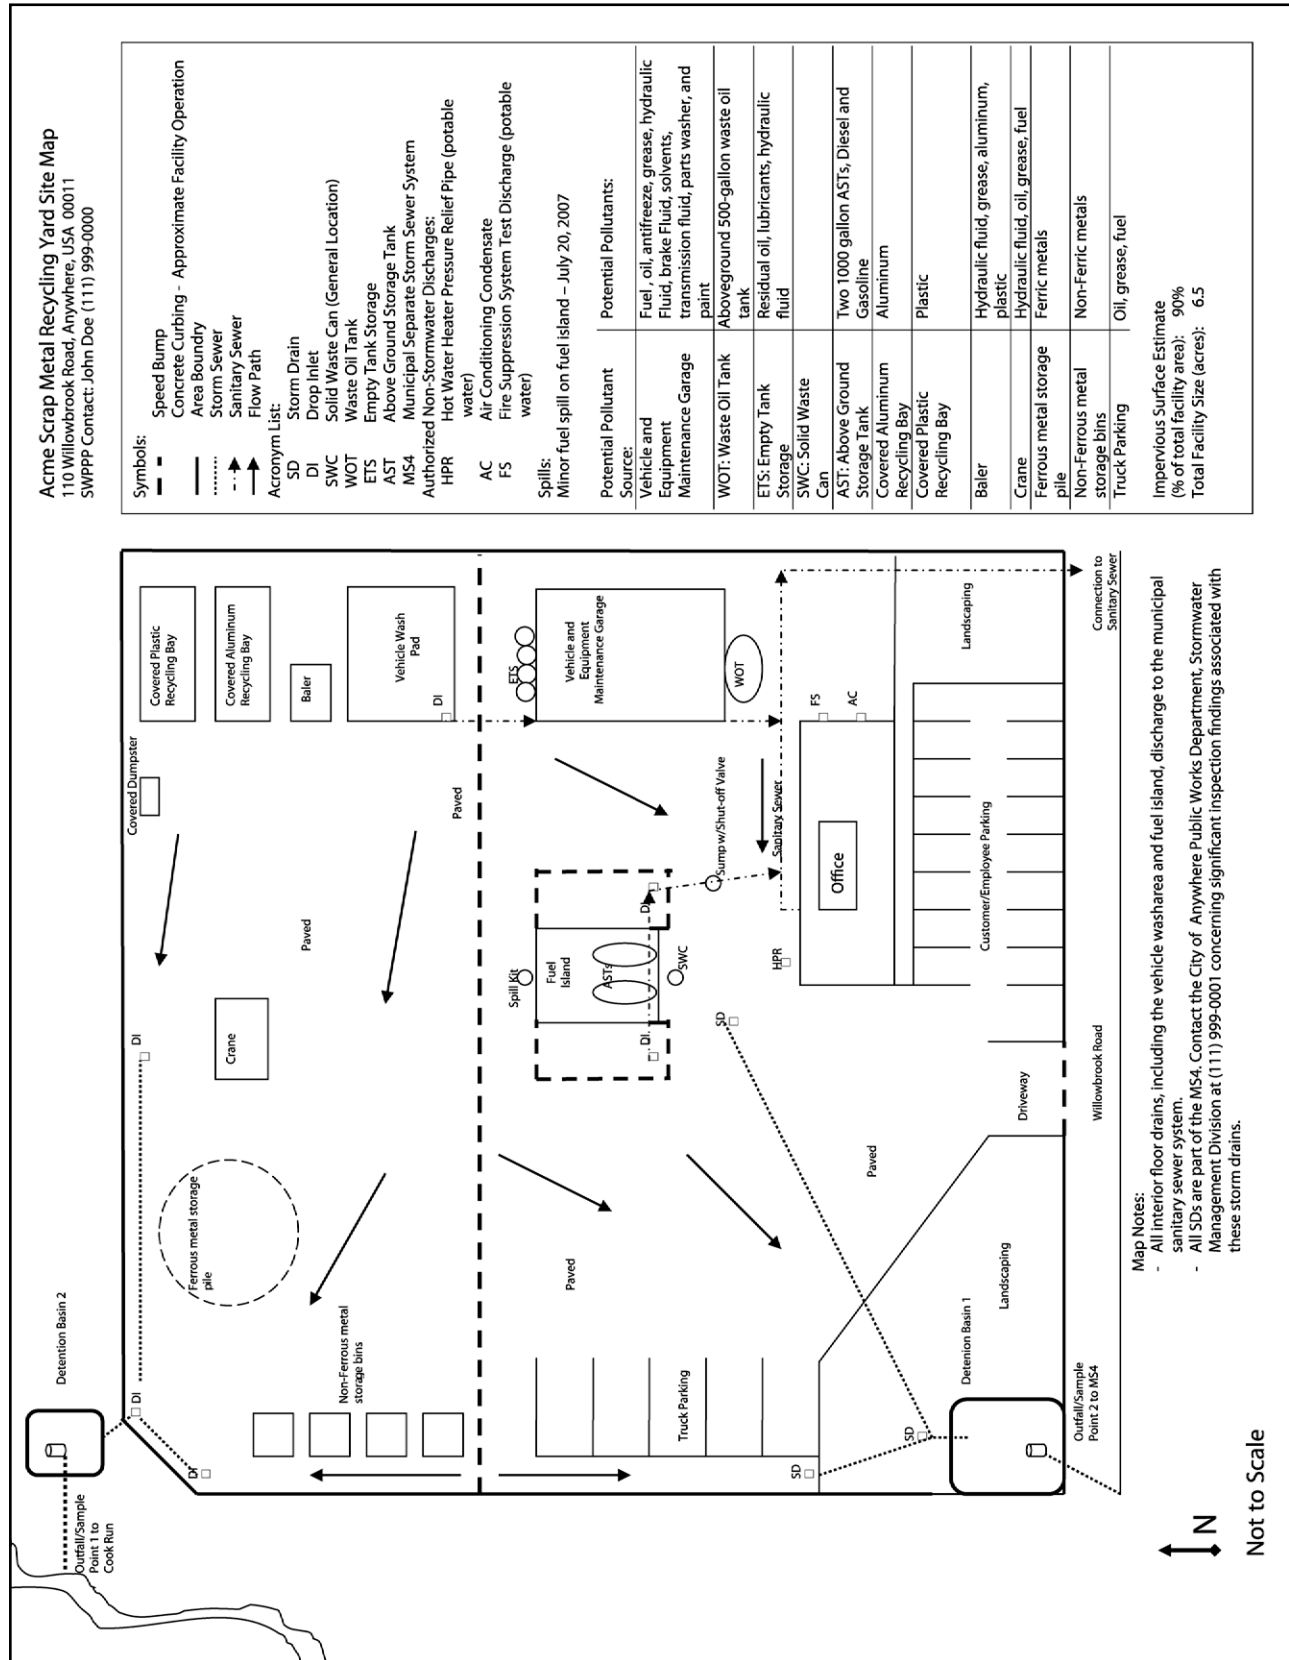 Acme Scrap Metal Recycling Yard Site Map
110 Willowbrook Road, Anywhere, USA 00011
SWPPP Contact: John Doe (111) 999-0000
Symbols:
Speed Bump
Concrete Curbing - Approximate Facility Operation
Area Boundry
Storm Sewer
Sanitary Sewer
Flow Path
Acronym List:
SD Storm Drain
DI Drop Inlet
SWC Solid Waste Can (General Location)
WOT Waste Oil Tank
ETS Empty Tank Storage
AST Above Ground Storage Tank
MS4 Municipal Separate Storm Sewer System
Authorized Non-Stormwater Discharges:
HPR Hot Water Heater Pressure Relief Pipe (potable
water)
AC Air Conditioning Condensate
FS Fire Suppression System Test Discharge (potable
water)
Spills:
Minor fuel spill on fuel island – July 20, 2007
Potential Pollutant Potential Pollutants:
Source:
Vehicle and Fuel , oil, antifreeze, grease, hydraulic
Equipment Fluid, brake Fluid, solvents,
Maintenance Garage transmission fluid, parts washer, and
paint
WOT: Waste Oil Tank Aboveground 500-gallon waste oil
tank
ETS: Empty Tank Residual oil, lubricants, hydraulic
Storage fluid
SWC: Solid Waste
Can
AST: Above Ground Two 1000 gallon ASTs, Diesel and
Storage Tank Gasoline
Covered Aluminum Aluminum
Recycling Bay
Covered Plastic Plastic
Recycling Bay
Baler Hydraulic fluid, grease, aluminum,
plastic
Crane Hydraulic fluid, oil, grease, fuel
Ferrous metal storage Ferric metals
pile
Non-Ferrous metal Non-Ferric metals
storage bins
Truck Parking Oil, grease, fuel
Impervious Surface Estimate
(% of total facility area): 90%
Total Facility Size (acres): 6.5
Detention Basin 2
Outfall/Sample
Point 1 to
Cook Run
DI
DI
DI
Covered Dumpster
Covered Plastic
Recycling Bay
Covered Aluminum
Recycling Bay
Baler
Vehicle Wash
Pad
DI
Crane
Paved
Paved
Ferrous metal storage
pile
Non-Ferrous metal
storage bins
Spill Kit
Fuel
Island
ASTs
DI
DI
SWC
ETS
Vehicle and
Equipment
Maintenance Garage
WOT
Sump w/Shut-off Valve
Sanitary Sewer
SD
HPR
FS
AC
Office
Paved
Truck Parking
SD
SD
Paved
Customer/Employee Parking
Landscaping
Driveway
Detenion Basin 1
Landscaping
Outfall/Sample
Point 2 to MS4
Willowbrook Road
Connection to
Sanitary Sewer
Map Notes:
- All interior floor drains, including the vehicle washarea and fuel island, discharge to the municipal
sanitary sewer system.
- All SDs are part of the MS4. Contact the City of Anywhere Public Works Department, Stormwater
Management Division at (111) 999-0001 concerning significant inspection findings associated with
these storm drains.
N
Not to Scale